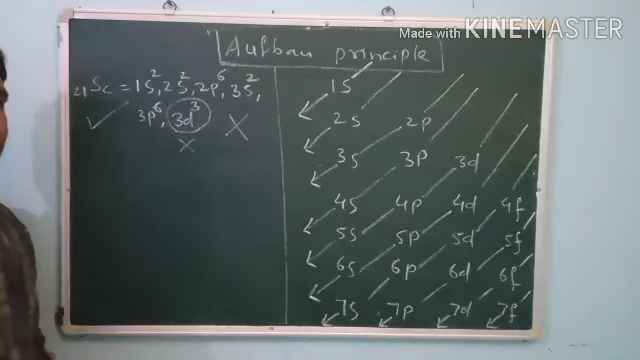 Made with KINEMASTER
Aufbau principle
₂₁Sc = 1s², 2s², 2p⁶, 3s²,
3p⁶, 3d³
1s
2s 2p
3s 3p 3d
4s 4p 4d 4f
5s 5p 5d 5f
6s 6p 6d 6f
7s 7p 7d 7f